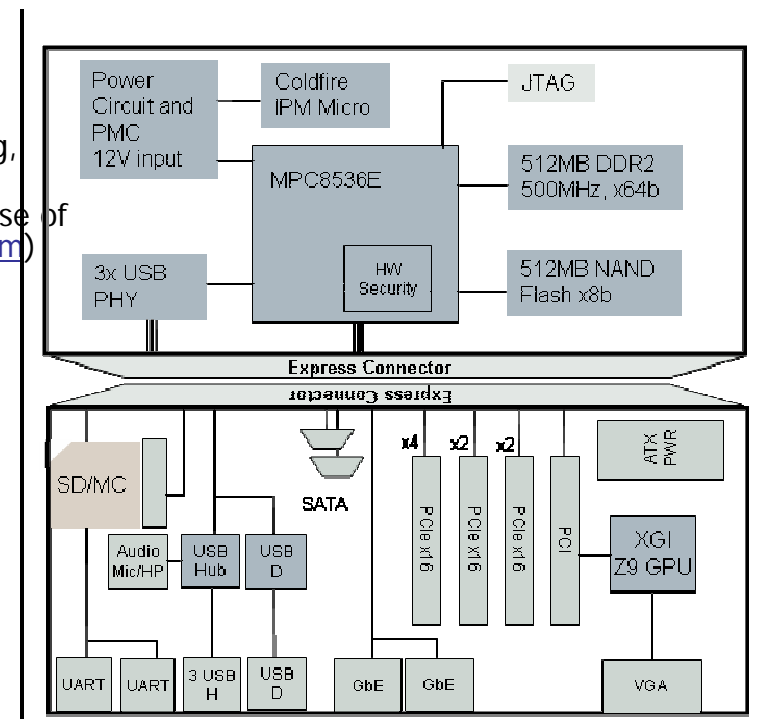 g,
se of
m)
Power
Circuit and
PMC
12V input
Coldfire
IPM Micro
JTAG
MPC8536E
512MB DDR2
500MHz, x64b
HW
Security
3x USB
PHY
512MB NAND
Flash x8b
Express Connector
Express Connector
SD/MC
SATA
x4
x2
x2
PCIe x16
PCIe x16
PCIe x16
PCI
ATX
PWR
XGI
Z9 GPU
Audio
Mic/HP
USB
Hub
USB
D
UART
UART
3 USB
H
USB
D
GbE
GbE
VGA